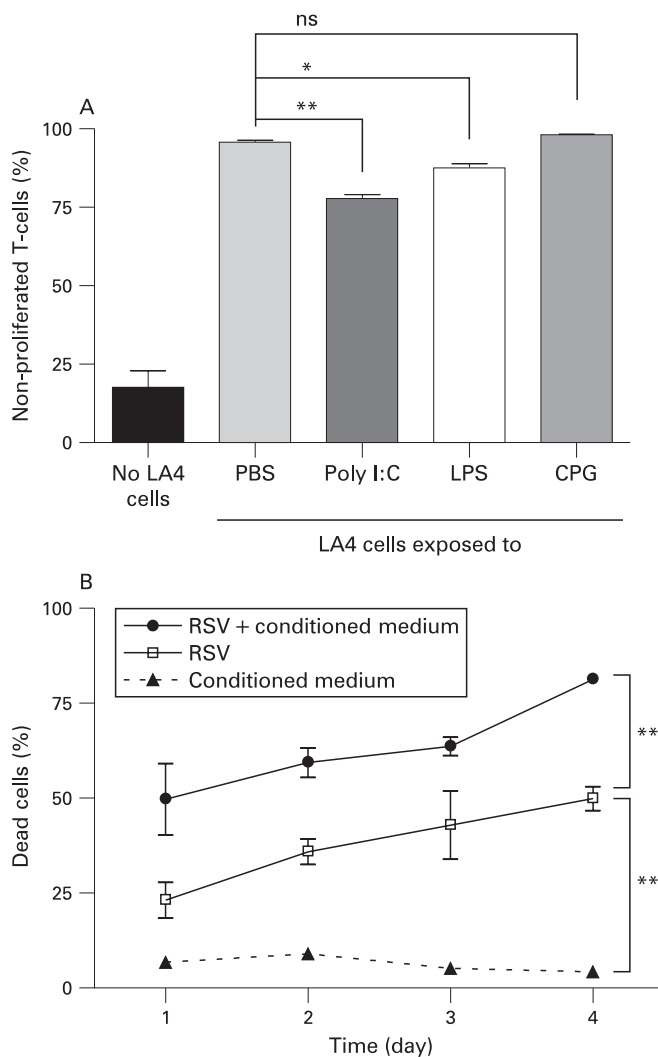 ns
*
**
A
100
75
50
25
0
Non-proliferated T-cells (%)
No LA4
cells
PBS
Poly I:C
LPS
CPG
LA4 cells exposed to
B
100
75
50
25
0
Dead cells (%)
RSV + conditioned medium
RSV
Conditioned medium
**
**
1
2
3
4
Time (day)